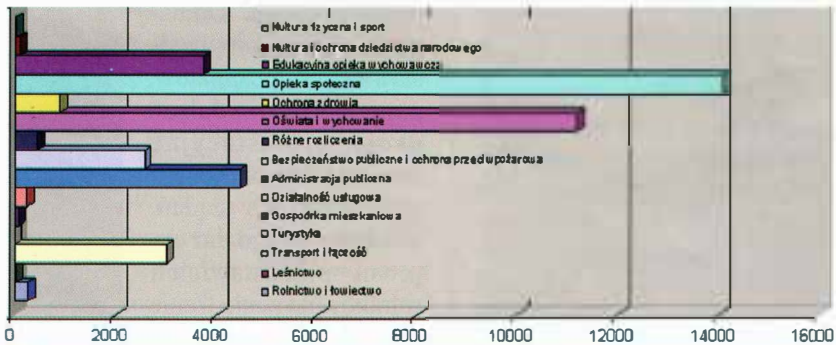 Kultura fizyczna i sport
Kultura i ochrona dziedzictwa narodowego
Edukacyjna opieka wychowawcza
Opieka społeczna
Ochrona zdrowia
Oświata i wychowanie
Różne rozliczenia
Bezpieczeństwo publiczne i ochrona przeciwpożarowa
Administracja publiczna
Działalność usługowa
Gospodrka mieszkaniowa
Turystyka
Transport i łączość
Leśnictwo
Rolnictwo i łowiectwo
0 2000 4000 6000 8000 10000 12000 14000 16000